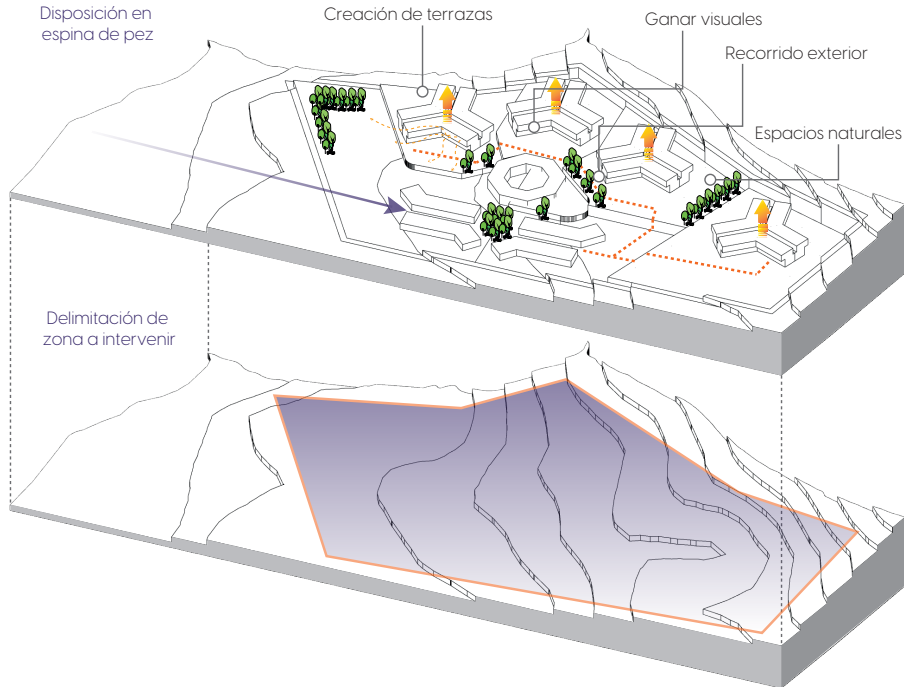 Disposición en
espina de pez
Creación de terrazas
Ganar visuales
Recorrido exterior
Espacios naturales
Delimitación de
zona a intervenir